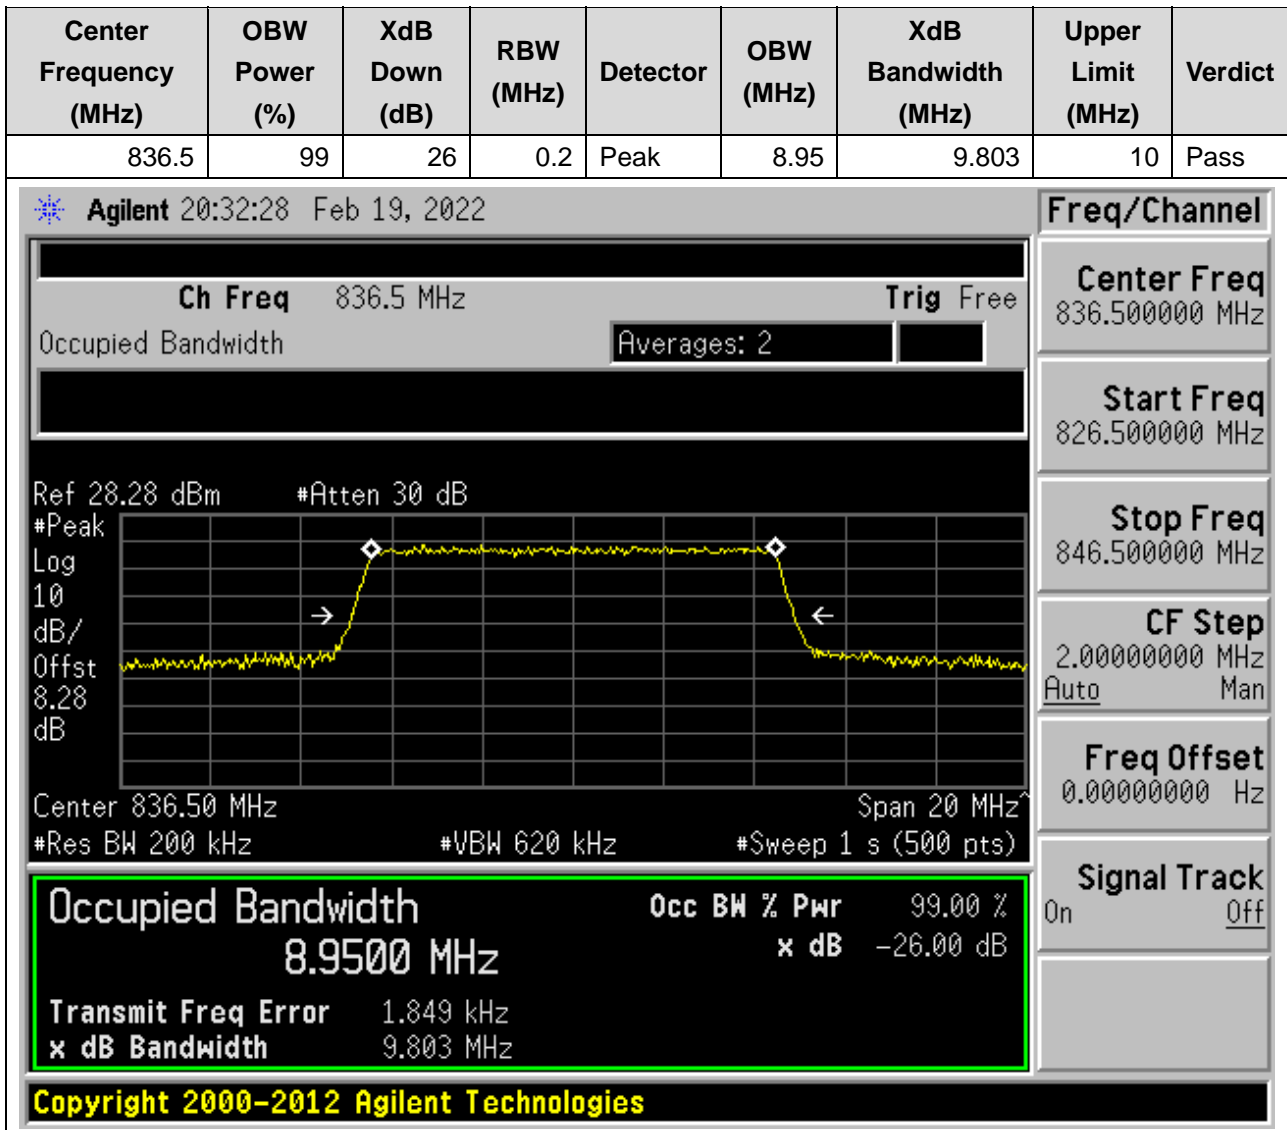 Center Frequency (MHz) OBW Power (%) XdB Down (dB) RBW (MHz) Detector OBW (MHz) XdB Bandwidth (MHz) Upper Limit (MHz) Verdict
836.5 99 26 0.2 Peak 8.95 9.803 10 Pass
Agilent 20:32:28 Feb 19, 2022
Ch Freq 836.5 MHz Trig Free
Occupied Bandwidth Averages: 2
Ref 28.28 dBm #Atten 30 dB
#Peak
Log
10
dB/
Offst
8.28
dB
Center 836.50 MHz Span 20 MHz^
#Res BW 200 kHz #VBW 620 kHz #Sweep 1 s (500 pts)
Occupied Bandwidth Occ BW % Pwr 99.00 %
8.9500 MHz x dB -26.00 dB
Transmit Freq Error 1.849 kHz
x dB Bandwidth 9.803 MHz
Copyright 2000-2012 Agilent Technologies
Freq/Channel
Center Freq
836.500000 MHz
Start Freq
826.500000 MHz
Stop Freq
846.500000 MHz
CF Step
2.00000000 MHz
Auto Man
Freq Offset
0.00000000 Hz
Signal Track
On Off